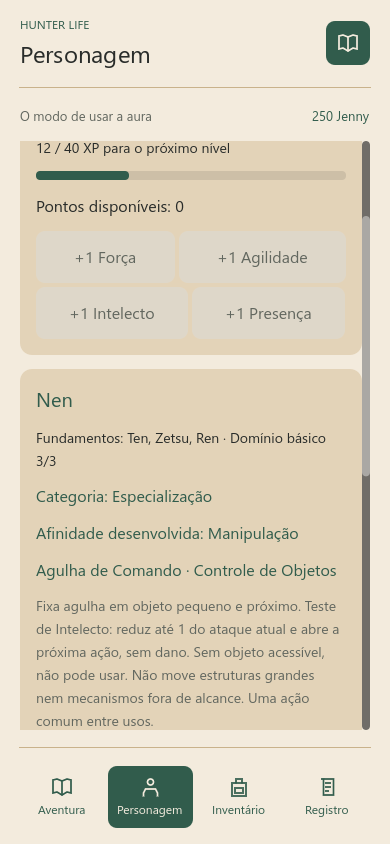 HUNTER LIFE
Personagem
O modo de usar a aura
250 Jenny
12 / 40 XP para o próximo nível
Pontos disponíveis: 0
+1 Força
+1 Agilidade
+1 Intelecto
+1 Presença
Nen
Fundamentos: Ten, Zetsu, Ren · Domínio básico
3/3
Categoria: Especialização
Afinidade desenvolvida: Manipulação
Agulha de Comando · Controle de Objetos
Fixa agulha em objeto pequeno e próximo. Teste
de Intelecto: reduz até 1 do ataque atual e abre a
próxima ação, sem dano. Sem objeto acessível,
não pode usar. Não move estruturas grandes
nem mecanismos fora de alcance. Uma ação
comum entre usos.
Aventura
Personagem
Inventário
Registro